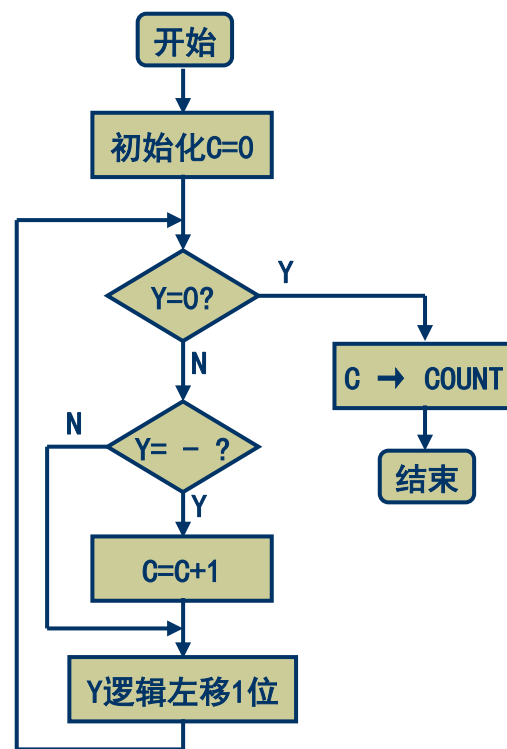 开始
初始化C=0
Y=0?
Y
N
C → COUNT
Y= - ?
N
结束
Y
C=C+1
Y逻辑左移1位